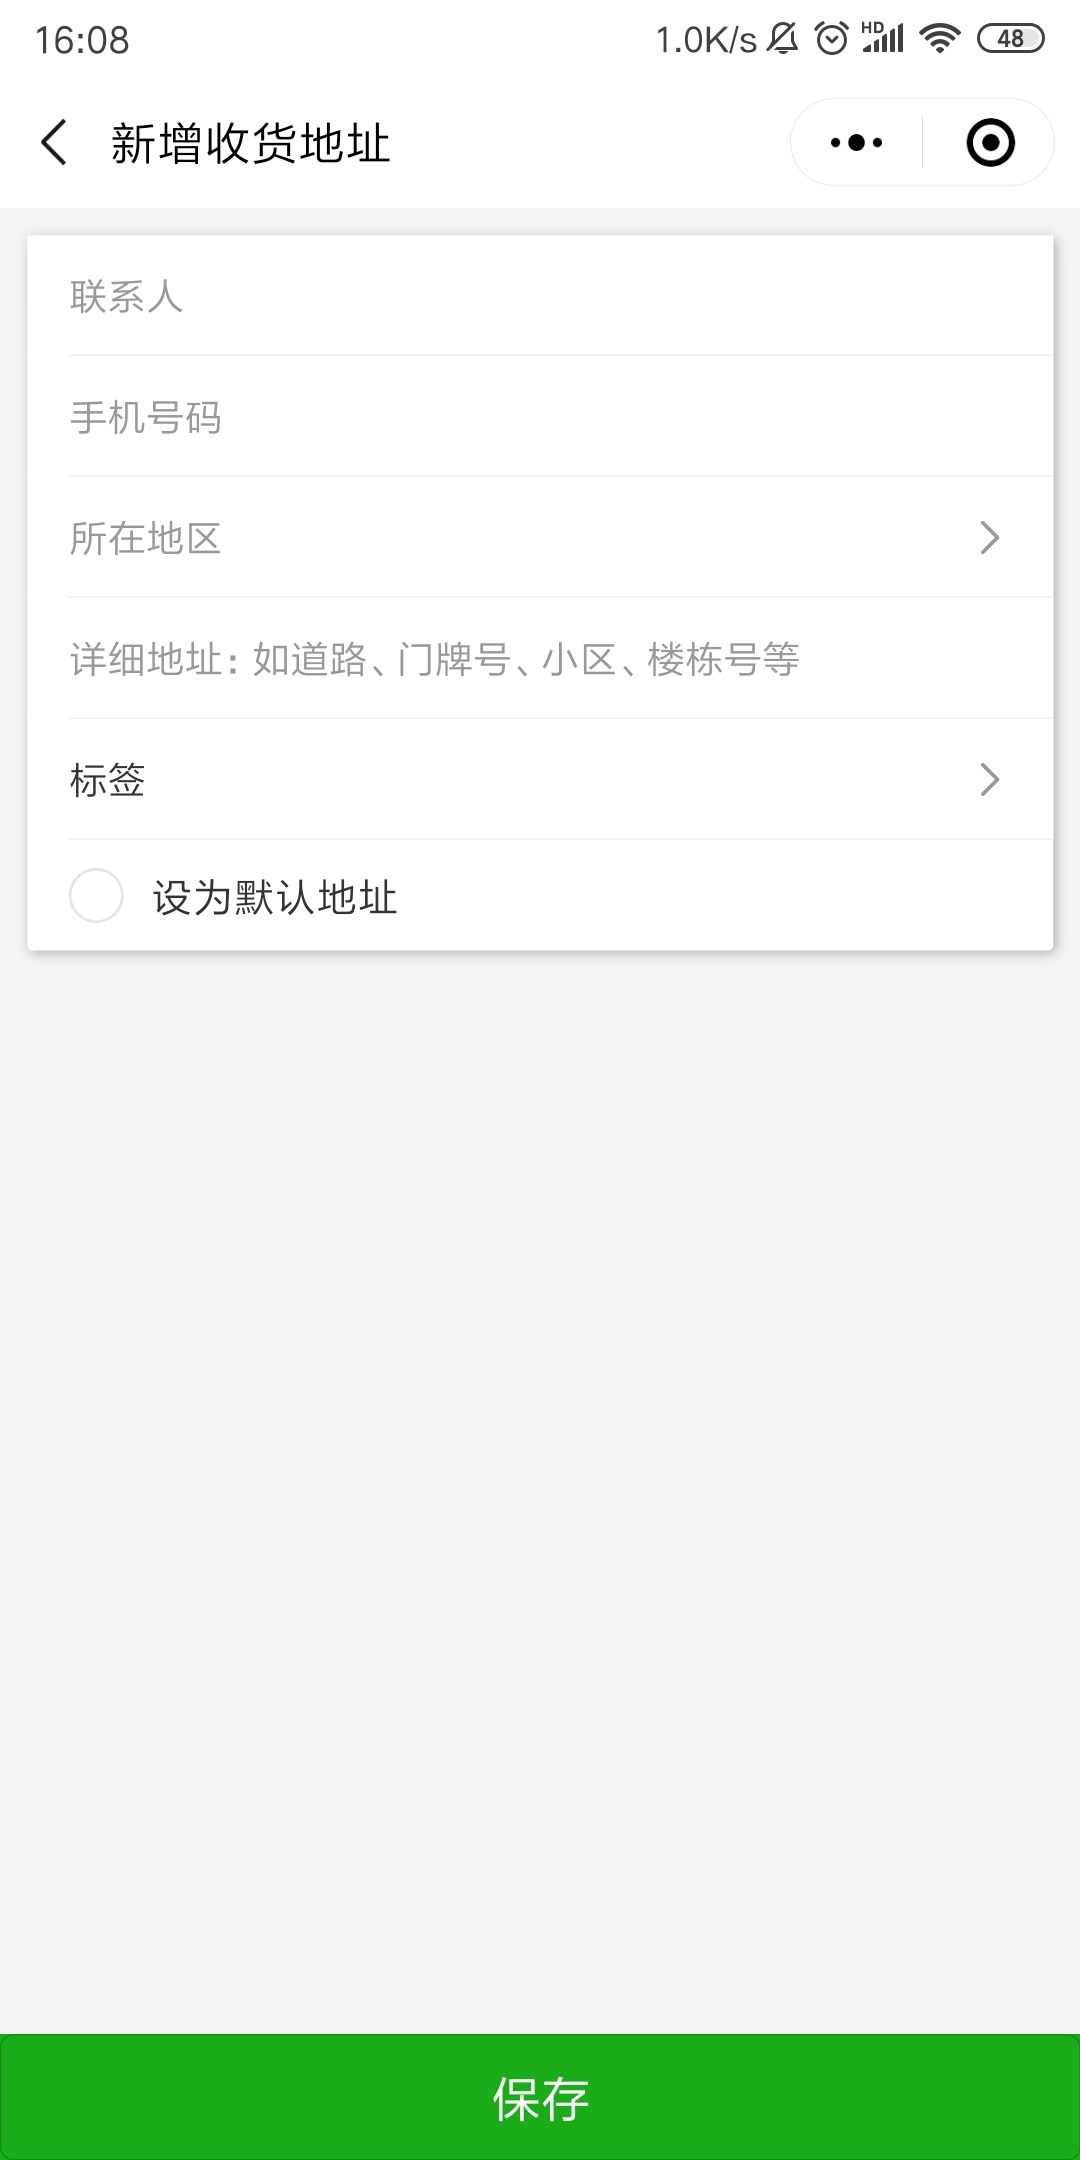 16:08
1.0K/s HD 48
新增收货地址
联系人
手机号码
所在地区
详细地址：如道路、门牌号、小区、楼栋号等
标签
设为默认地址
保存